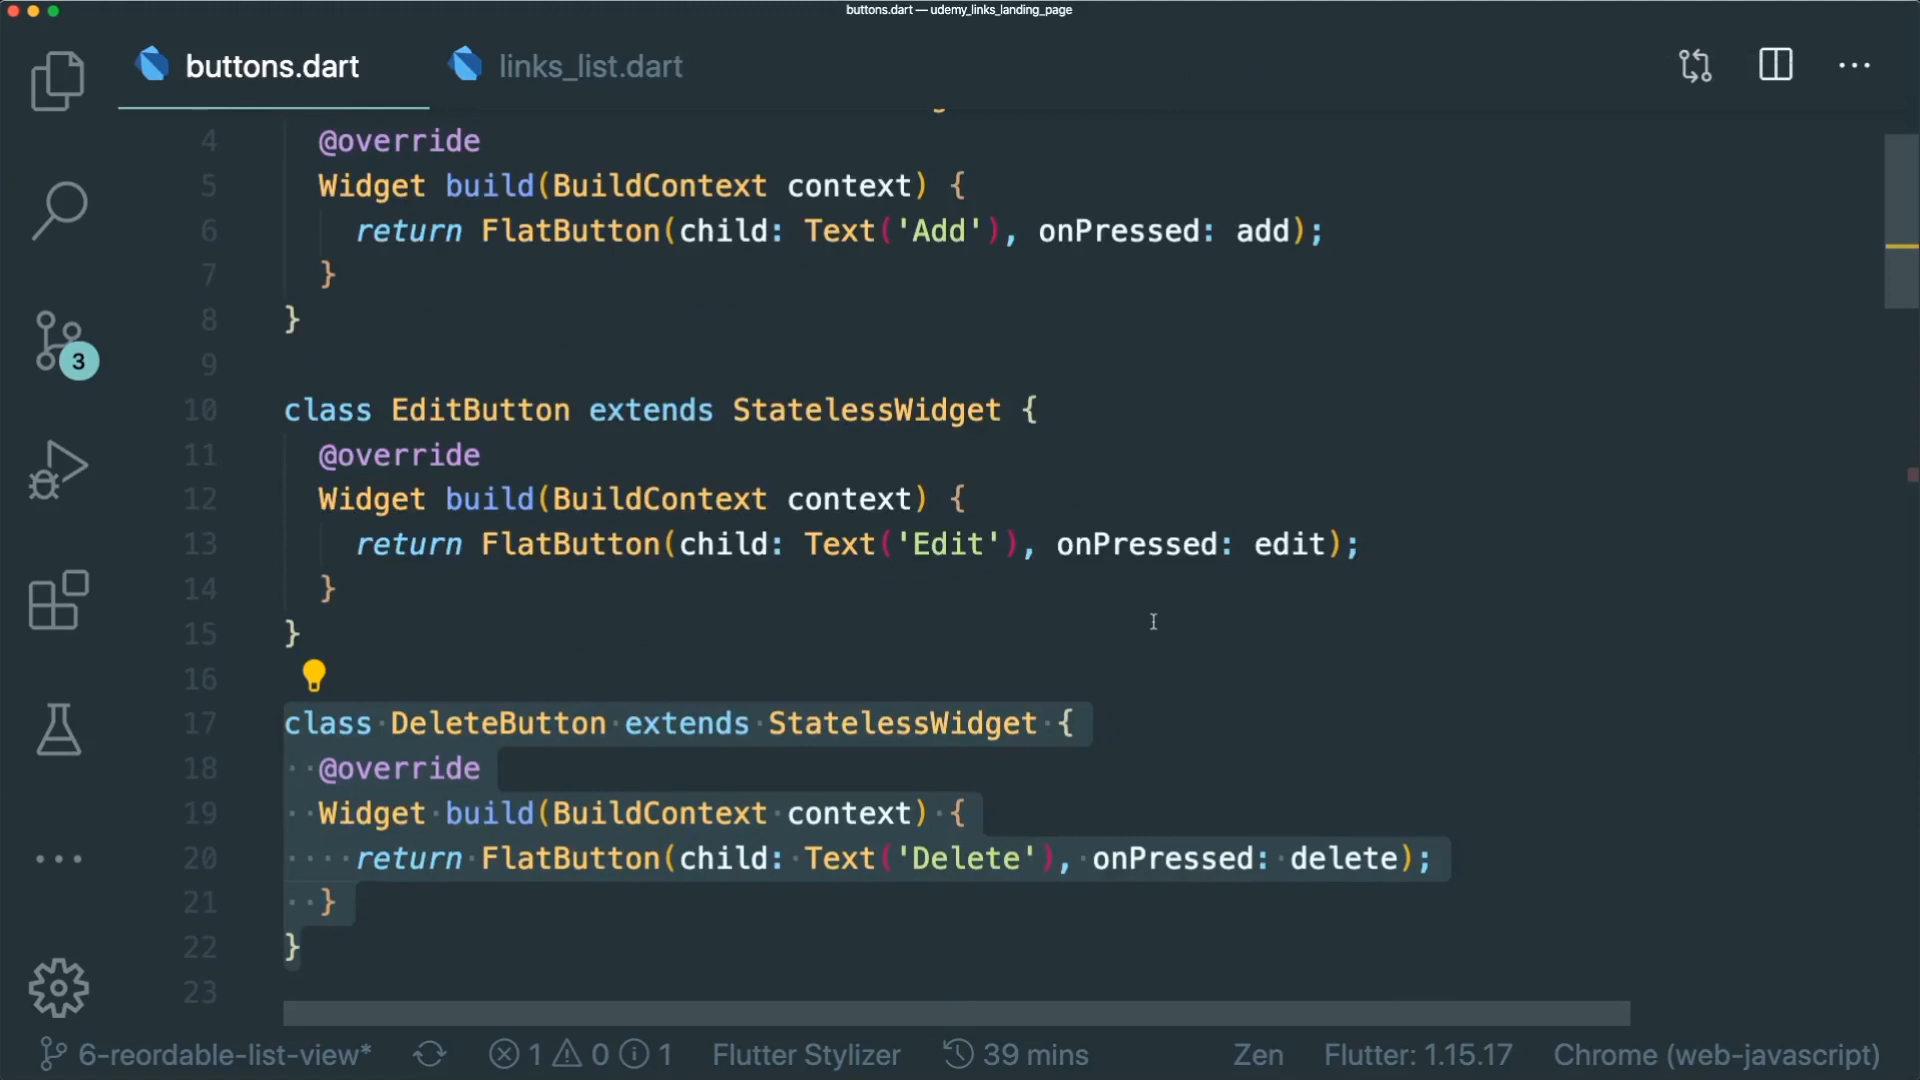 buttons.dart — udemy_links_landing_page
buttons.dart
links_list.dart
4 @override
5 Widget build(BuildContext context) {
6 return FlatButton(child: Text('Add'), onPressed: add);
7 }
8 }
9
10 class EditButton extends StatelessWidget {
11 @override
12 Widget build(BuildContext context) {
13 return FlatButton(child: Text('Edit'), onPressed: edit);
14 }
15 }
16
17 class DeleteButton extends StatelessWidget {
18 @override
19 Widget build(BuildContext context) {
20 return FlatButton(child: Text('Delete'), onPressed: delete);
21 }
22 }
23
3
6-reordable-list-view* 1 0 1 Flutter Stylizer 39 mins Zen Flutter: 1.15.17 Chrome (web-javascript)